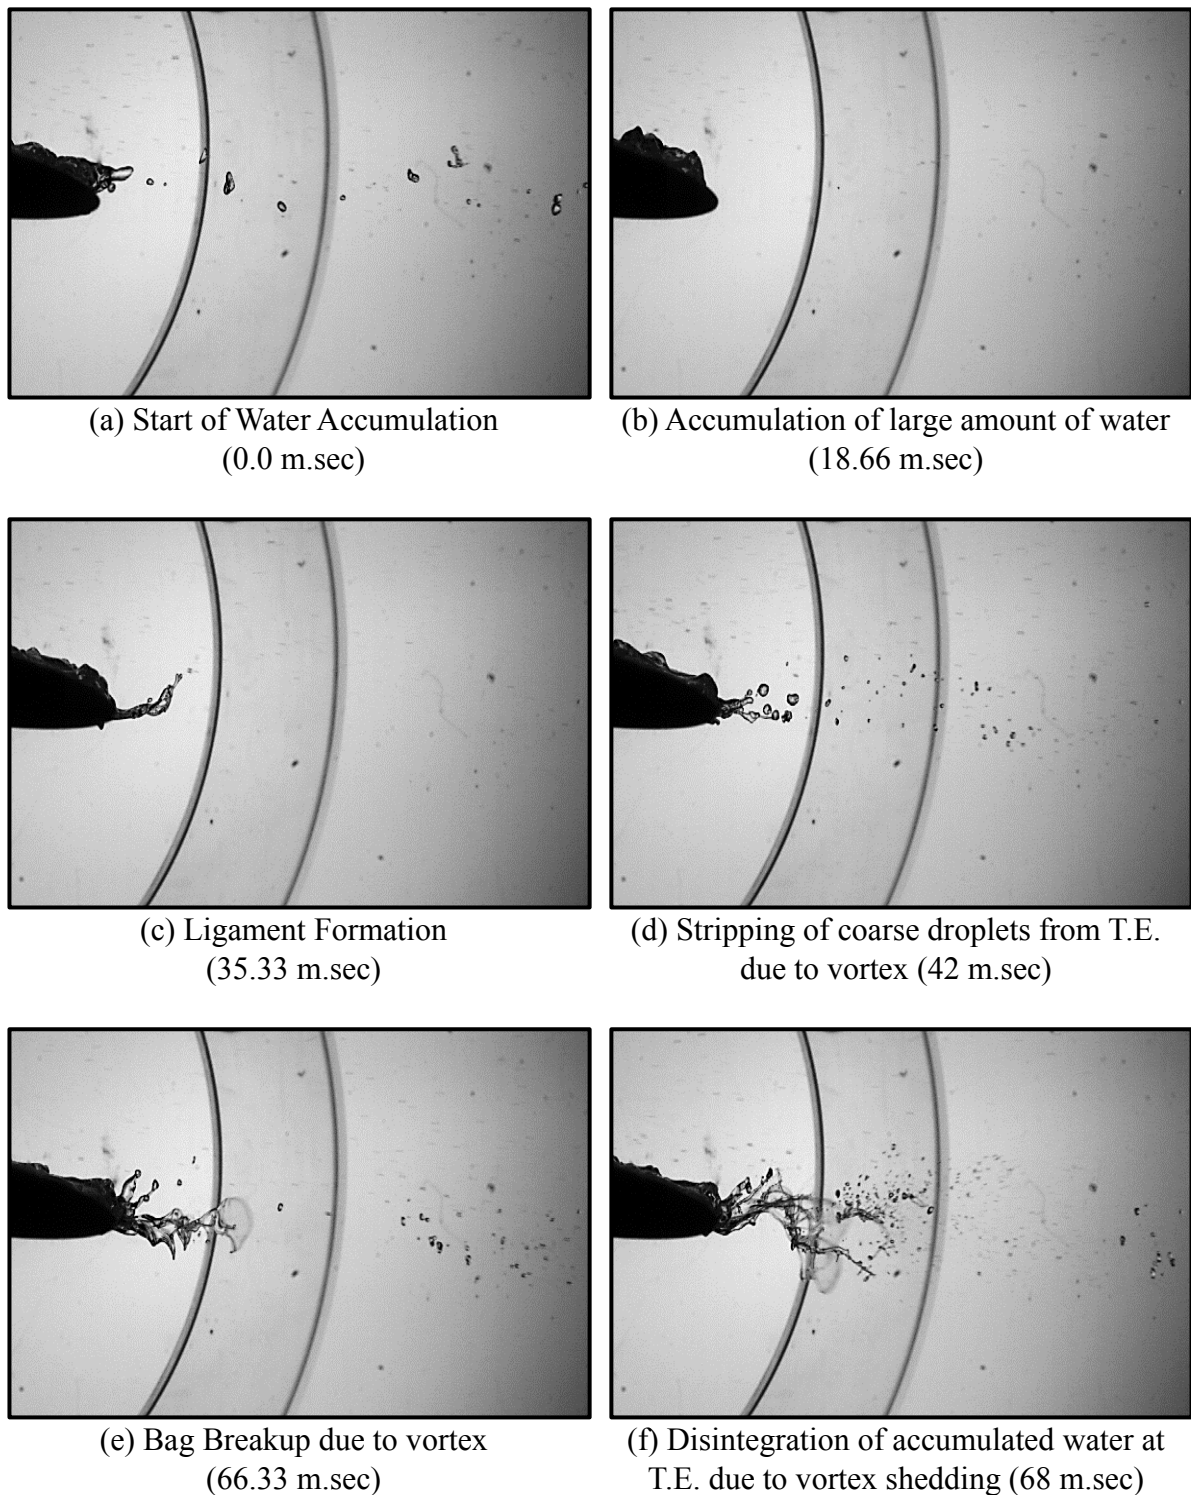 (a) Start of Water Accumulation
(0.0 m.sec)
(b) Accumulation of large amount of water
(18.66 m.sec)
(c) Ligament Formation
(35.33 m.sec)
(d) Stripping of coarse droplets from T.E.
due to vortex (42 m.sec)
(e) Bag Breakup due to vortex
(66.33 m.sec)
(f) Disintegration of accumulated water at
T.E. due to vortex shedding (68 m.sec)